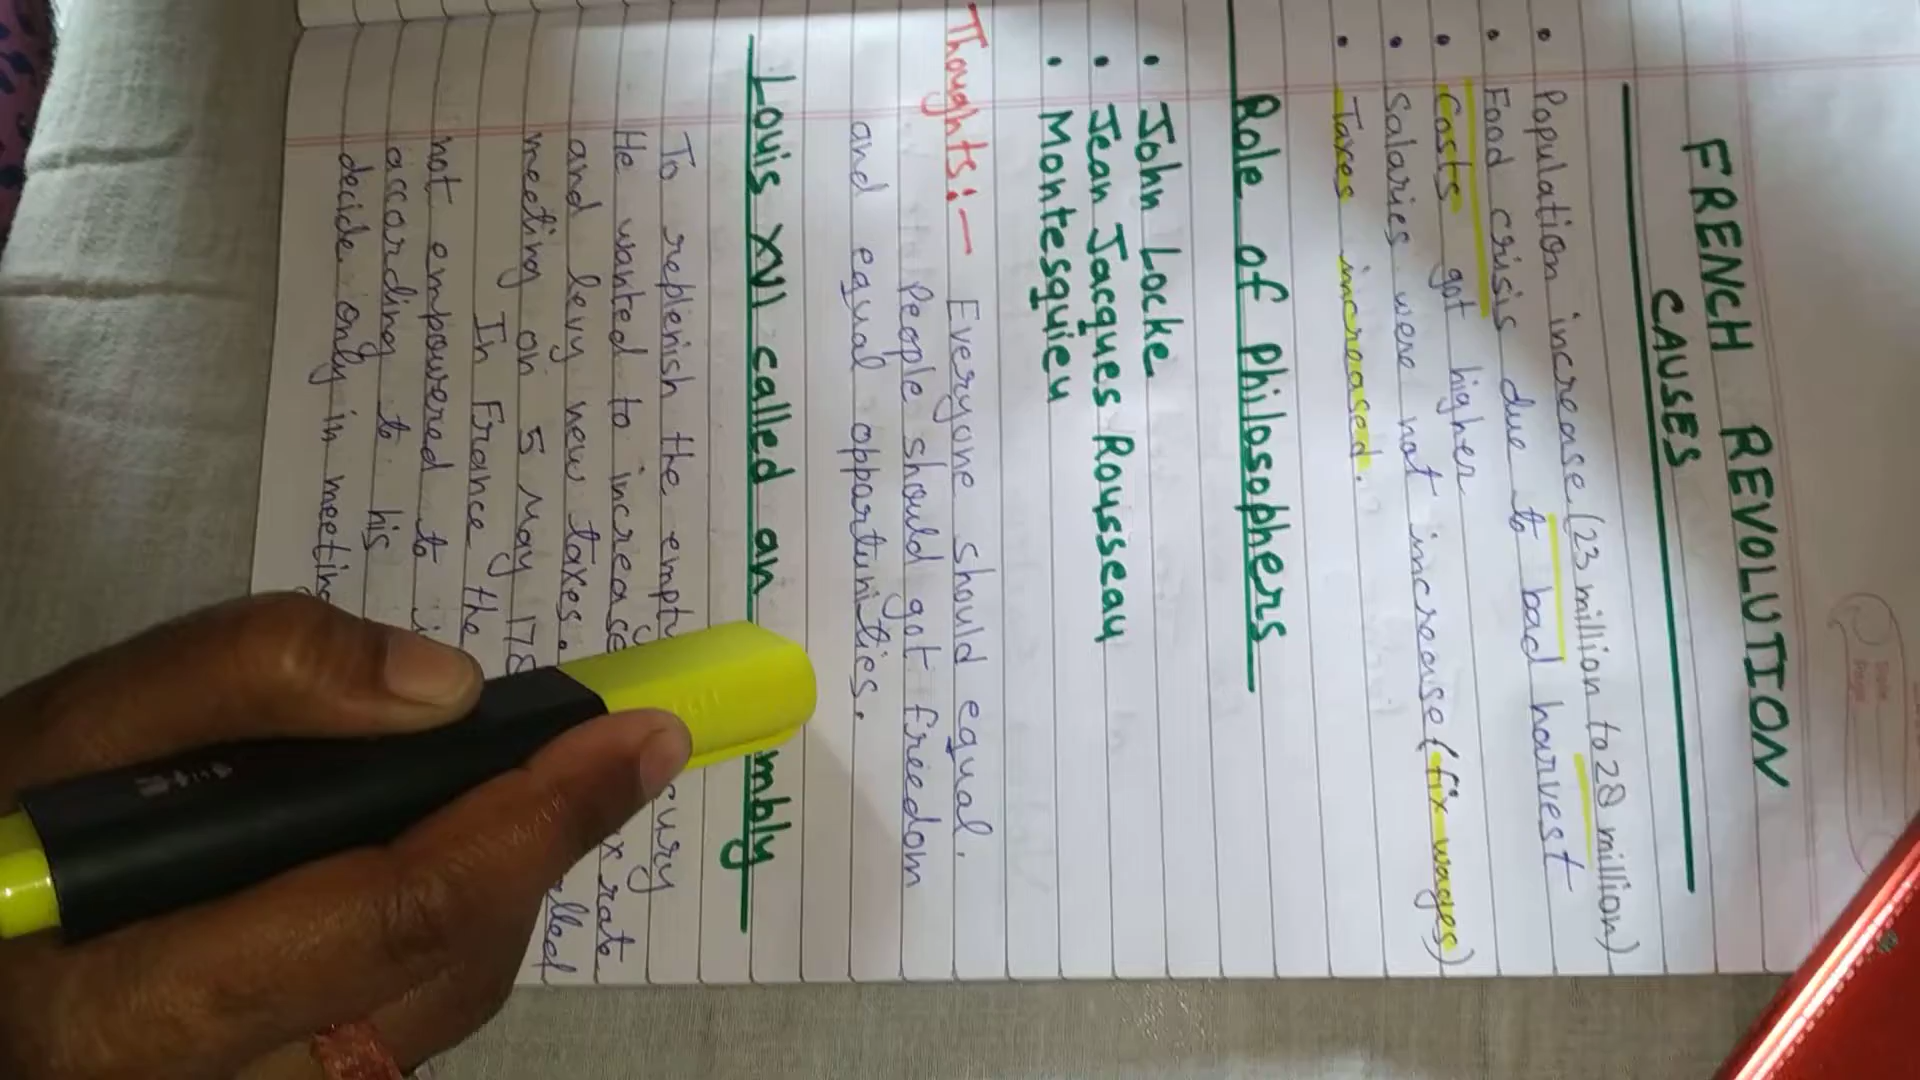 FRENCH REVOLUTION
CAUSES
• Population increase (23 million to 28 million)
• Food crisis due to bad harvest
• Costs got higher
• Salaries were not increase (fix wages)
• Taxes increased.
Role of Philosophers
• John Locke
• Jean Jacques Rousseau
• Montesquieu
Thoughts:— Everyone should equal.
People should got freedom
and equal opportunities.
Louis XVI called an mbly
To replenish the empty
He wanted to increase x rate
and levy new taxes.
meeting on 5 May 178
In France the
not empowered to
according to his
decide only in meeting